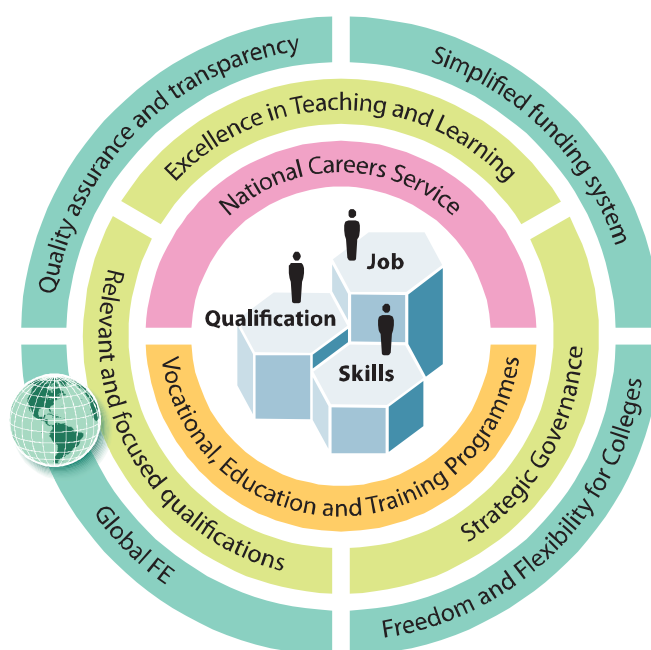 Quality assurance and transparency
Simplified funding system
Excellence in Teaching and Learning
National Careers Service
Job
Qualification
Skills
Relevant and focused qualifications
Vocational, Education and Training Programmes
Strategic Governance
Global FE
Freedom and Flexibility for Colleges